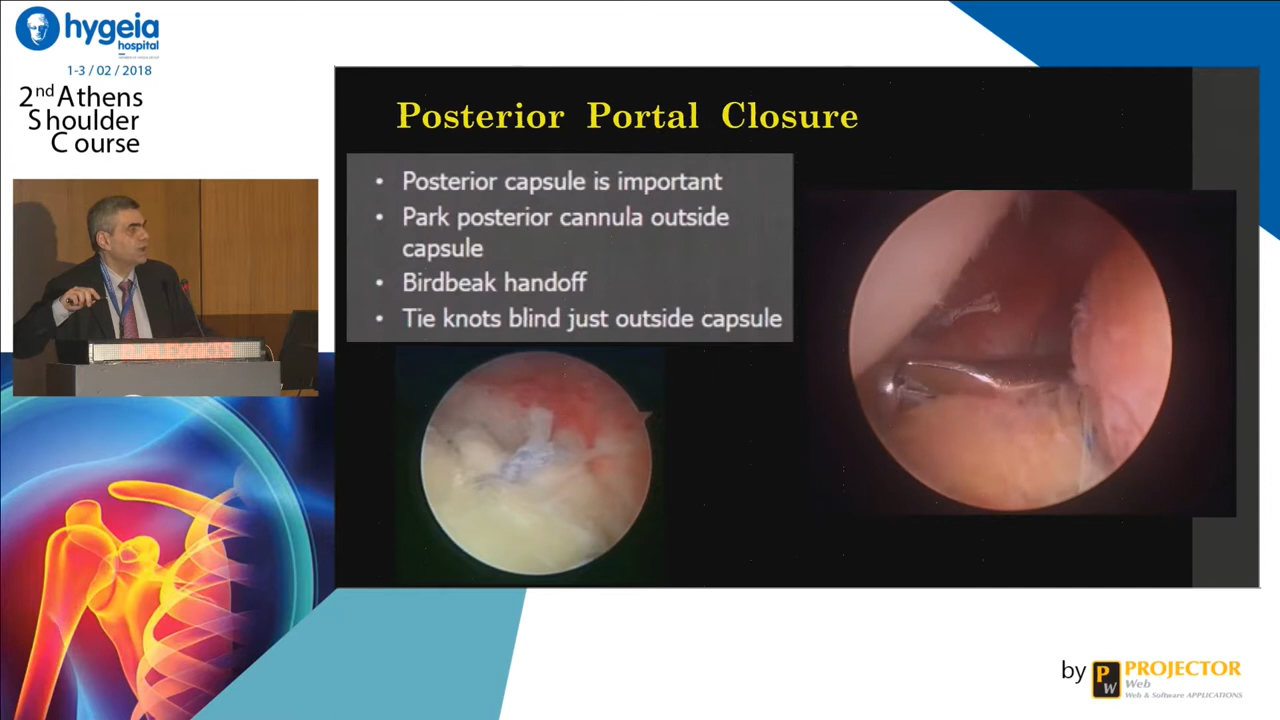 hygeia
hospital
1-3 / 02 / 2018
2nd Athens
Shoulder
Course
Posterior Portal Closure
• Posterior capsule is important
• Park posterior cannula outside
capsule
• Birdbeak handoff
• Tie knots blind just outside capsule
by
PW
PROJECTOR
Web
Web & Software APPLICATIONS